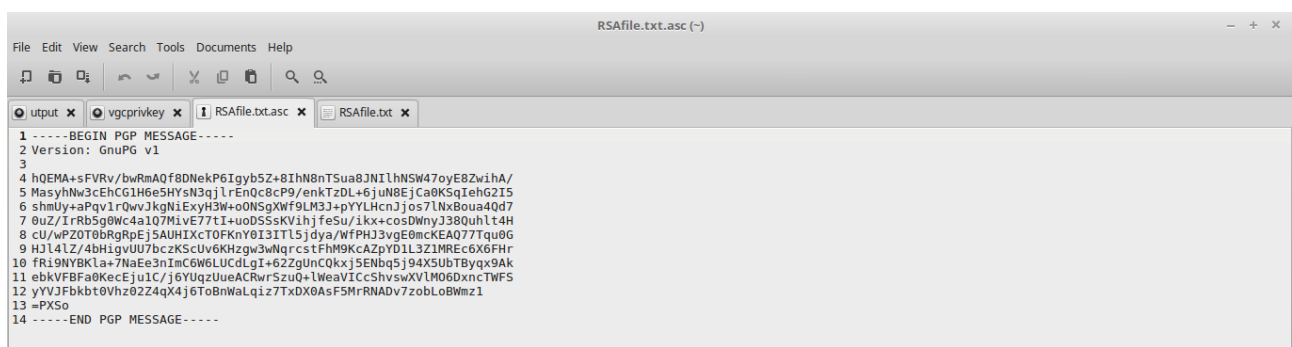 RSAfile.txt.asc (~)
File Edit View Search Tools Documents Help
utput vgcprivkey RSAfile.txt.asc RSAfile.txt
1 -----BEGIN PGP MESSAGE-----
2 Version: GnuPG v1
3
4 hQEMA+sFVRv/bwRmAQf8DNekP6Igyb5Z+8IhN8nTSua8JNIlhNSW47oyE8ZwihA/
5 MasyhNw3cEhCG1H6e5HYsN3qjlrEnQc8cP9/enkTzDL+6juN8EjCa0KSqIehG2I5
6 shmUy+aPqv1rQwvJkgNiExyH3W+oONSgXWf9LM3J+pYYLHcnJjos7lNxBoua4Qd7
7 0uZ/IrRb5g0Wc4a1Q7MivE77tI+uoDSSsKVihjfeSu/ikx+cosDWnyJ38Quhlt4H
8 cU/wPZOT0bRgRpEj5AUHIXcTOFKnY0I3ITl5jdya/WfPHJ3vgE0mcKEAQ77Tqu0G
9 HJl4lZ/4bHigvUU7bczKScUv6KHzgw3wNqrcstFhM9KcAZpYD1L3Z1MREc6X6FHr
10 fRi9NYBKla+7NaEe3nImC6W6LUCdLgI+62ZgUnCQkxj5ENbq5j94X5UbTByqx9Ak
11 ebkVFBFa0KecEju1C/j6YUqzUueACRwrSzuQ+lWeaVICcShvswXVlMO6DxncTWFS
12 yYVJFbkbt0Vhz02Z4qX4j6ToBnWaLqiz7TxDX0AsF5MrRNADv7zobLoBWmz1
13 =PXSo
14 -----END PGP MESSAGE-----